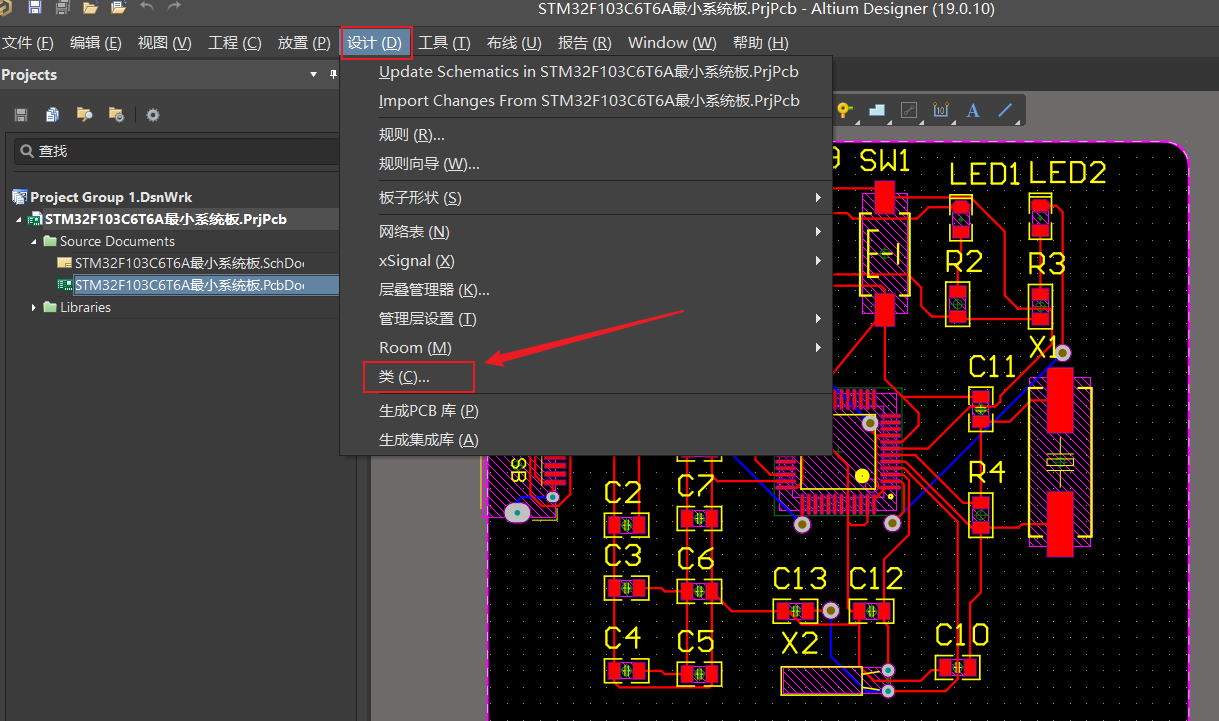 STM32F103C6T6A最小系统板.PrjPcb - Altium Designer (19.0.10)
文件 (F) 编辑 (E) 视图 (V) 工程 (C) 放置 (P) 设计 (D) 工具 (T) 布线 (U) 报告 (R) Window (W) 帮助 (H)
Projects
查找
Project Group 1.DsnWrk
STM32F103C6T6A最小系统板.PrjPcb
Source Documents
STM32F103C6T6A最小系统板.SchDo
STM32F103C6T6A最小系统板.PcbDo
Libraries
Update Schematics in STM32F103C6T6A最小系统板.PrjPcb
Import Changes From STM32F103C6T6A最小系统板.PrjPcb
规则 (R)...
规则向导 (W)...
板子形状 (S)
网络表 (N)
xSignal (X)
层叠管理器 (K)...
管理层设置 (T)
Room (M)
类 (C)...
生成PCB 库 (P)
生成集成库 (A)
A
SW1
LED1
LED2
R2
R3
X1
C11
R4
SB
C2
C7
C3
C6
C13
C12
C4
C5
X2
C10